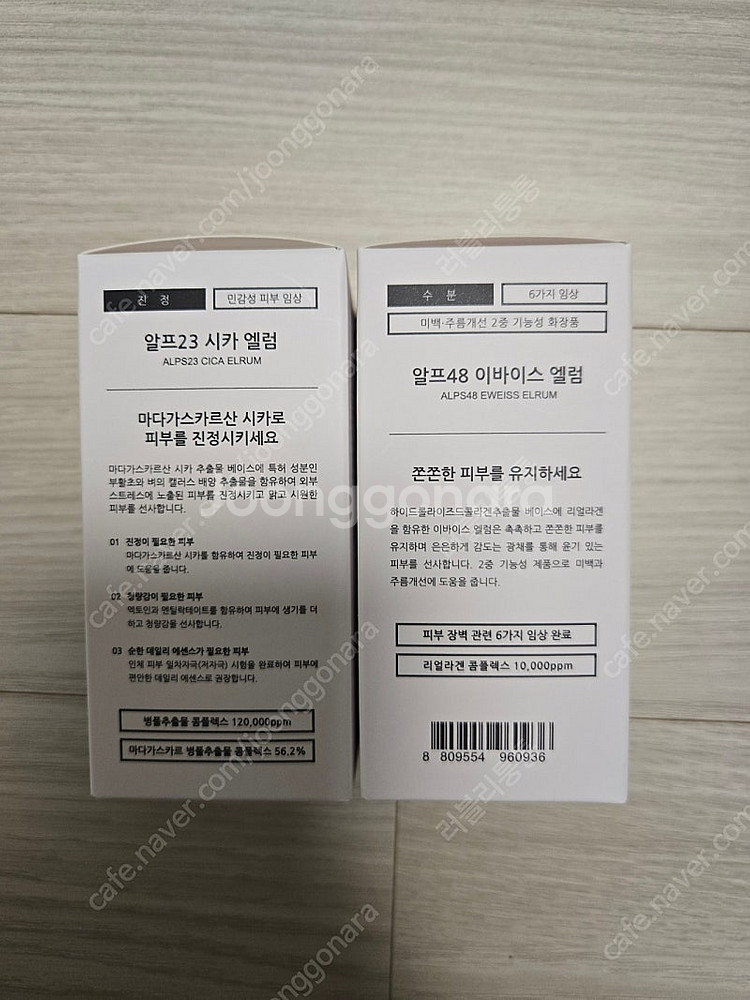 진 정
민감성 피부 임상
알프23 시카 엘럼
ALPS23 CICA ELRUM
마다가스카르산 시카로
피부를 진정시키세요
마다가스카르산 시카 추출물 베이스에 특허 성분인
부활초와 벼의 캘러스 배양 추출물을 함유하여 외부
스트레스에 노출된 피부를 진정시키고 맑고 시원한
피부를 선사합니다.
01 진정이 필요한 피부
마다가스카르산 시카를 함유하여 진정이 필요한 피부
에 도움을 줍니다.
02 청량감이 필요한 피부
엑토인과 멘틸락테이트를 함유하여 피부에 생기를 더
하고 청량감을 선사합니다.
03 순한 데일리 에센스가 필요한 피부
인체 피부 일차자극(저자극) 시험을 완료하여 피부에
편안한 데일리 에센스로 권장합니다.
병풀추출물 콤플렉스 120,000ppm
마다가스카르 병풀추출물 콤플렉스 56.2%
수 분
6가지 임상
미백·주름개선 2중 기능성 화장품
알프48 이바이스 엘럼
ALPS48 EWEISS ELRUM
쫀쫀한 피부를 유지하세요
하이드롤라이즈드콜라겐추출물 베이스에 리얼라겐
을 함유한 이바이스 엘럼은 촉촉하고 쫀쫀한 피부를
유지하며 은은하게 감도는 광채를 통해 윤기 있는
피부를 선사합니다. 2중 기능성 제품으로 미백과
주름개선에 도움을 줍니다.
피부 장벽 관련 6가지 임상 완료
리얼라겐 콤플렉스 10,000ppm
8 809554 960936
joonggonara
cafe.naver.com/joonggonara
러블리통통